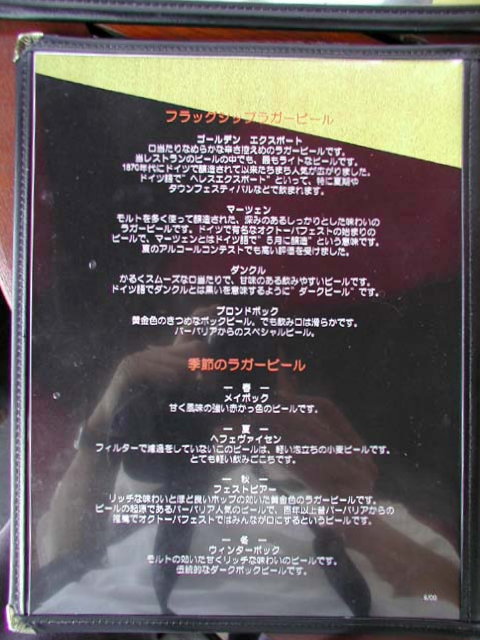 フラッグシップラガービール
ゴールデン エクスポート
口当たりなめらかな辛さ控えめのラガービールです。
当レストランのビールの中でも、最もライトなビールです。
1870年代にドイツで醸造されて以来たちまち人気が広がりました。
ドイツ語で"ヘレスエクスポート"といって、特に夏期や
タウンフェスティバルなどで飲まれます。
マーツェン
モルトを多く使って醸造された、深みのあるしっかりとした味わいの
ラガービールです。ドイツで有名なオクトーバフェストの始まりの
ビールで、マーツェンとはドイツ語で"5月に醸造"という意味です。
夏のアルコールコンテストでも高い評価を受けました。
ダンクル
かるくスムーズな口当たりで、甘味のある飲みやすいビールです。
ドイツ語でダンクルとは黒いを意味するように"ダークビール"です。
ブロンドボック
黄金色のきつめなボックビール。でも飲み口は滑らかです。
バーバリアからのスペシャルビール。
季節のラガービール
― 春 ―
メイボック
甘く風味の強い赤かっ色のビールです。
― 夏 ―
ヘフェヴァイセン
フィルターで濾過をしていないこのビールは、軽い泡立ちの小麦ビールです。
とても軽い飲みごこちです。
― 秋 ―
フェストビアー
リッチな味わいとほど良いホップの効いた黄金色のラガービールです。
ビールの起源であるバーバリア人気のビールで、百年以上昔バーバリアからの
推薦でオクトーバフェストではみんなが口にするというビールです。
― 冬 ―
ウィンターボック
モルトの効いた甘くリッチな味わいのビールです。
伝統的なダークボックビールです。
6/00